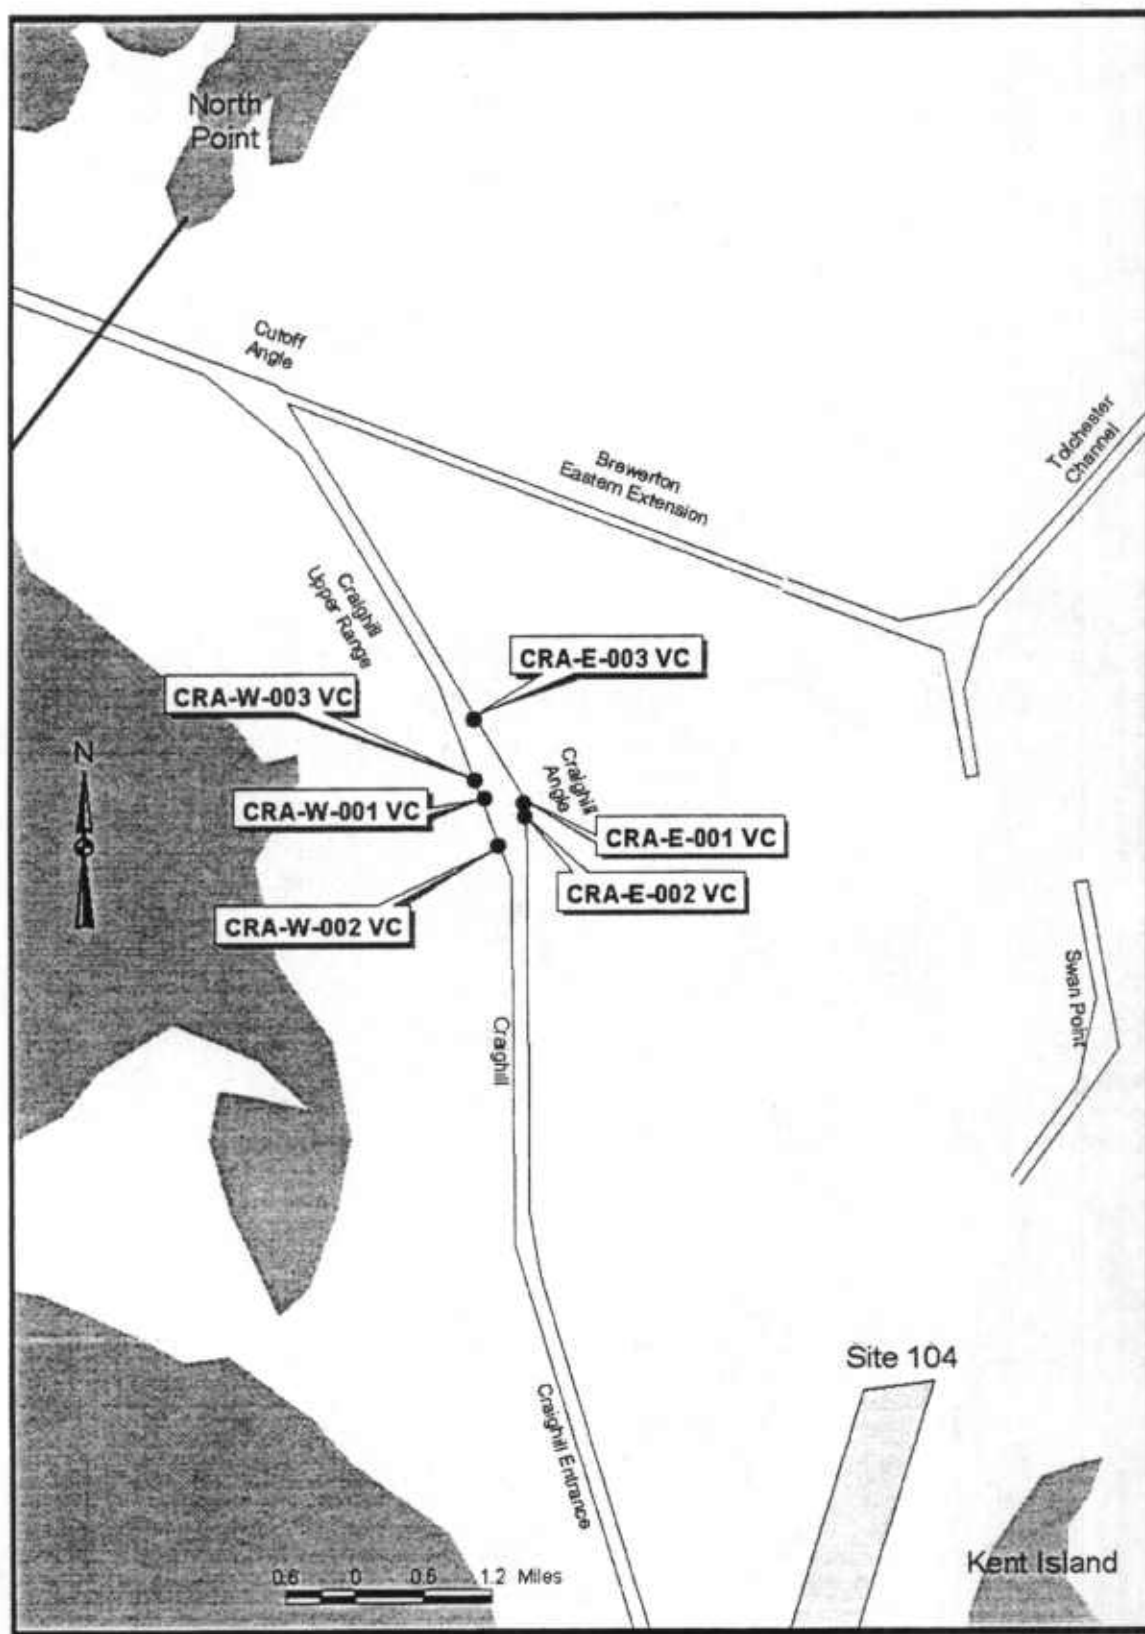 North
Point
Cutoff
Angle
Brewerton
Eastern Extension
Tolchester
Channel
Craighill
Upper Range
CRA-E-003 VC
CRA-W-003 VC
N
Craighill
Angle
CRA-W-001 VC
CRA-E-001 VC
CRA-E-002 VC
CRA-W-002 VC
Swan Point
Craighill
Site 104
Craighill Entrance
Kent Island
0.6 0 0.6 1.2 Miles